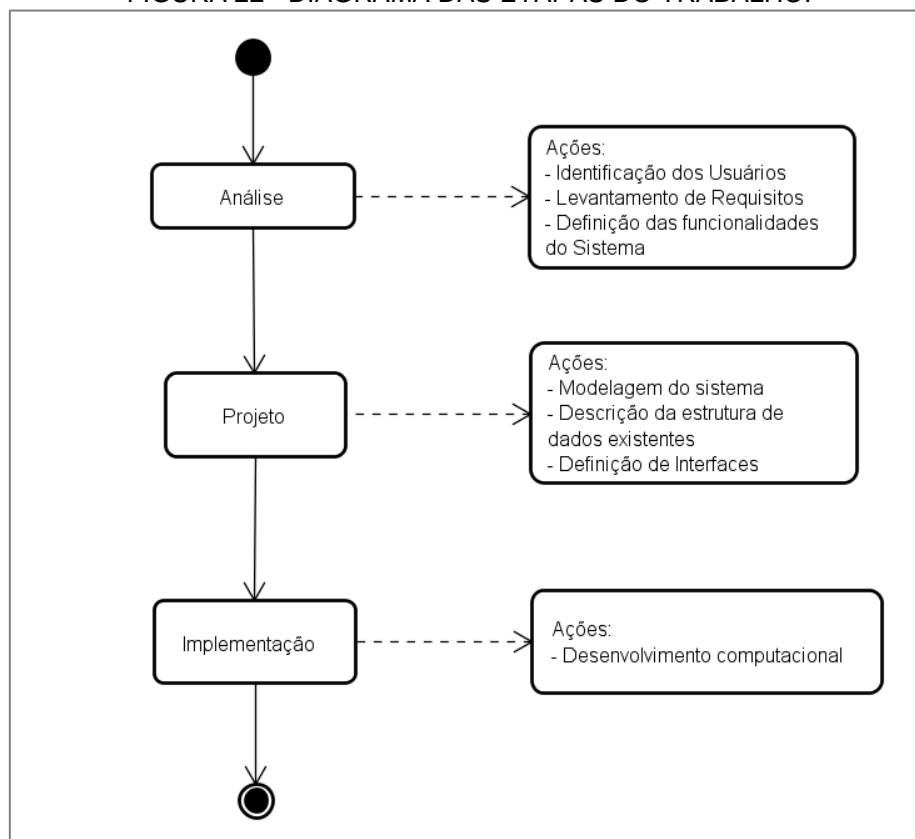 FIGURA 22 - DIAGRAMA DAS ETAPAS DO TRABALHO.
Análise
Ações:
- Identificação dos Usuários
- Levantamento de Requisitos
- Definição das funcionalidades
do Sistema
Projeto
Ações:
- Modelagem do sistema
- Descrição da estrutura de
dados existentes
- Definição de Interfaces
Implementação
Ações:
- Desenvolvimento computacional